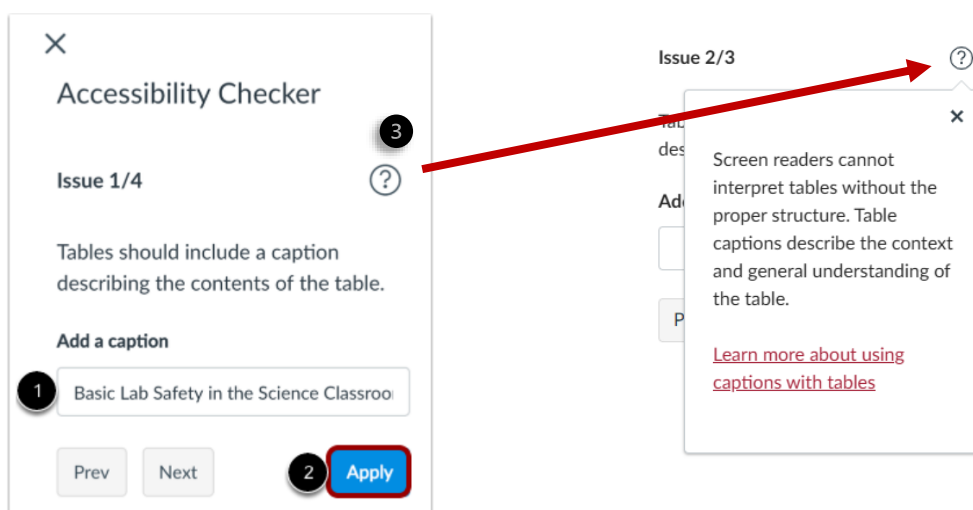 Accessibility Checker
3
Issue 1/4
?
Tables should include a caption
describing the contents of the table.
Add a caption
1
Basic Lab Safety in the Science Classroo
Prev
Next
2
Apply
Issue 2/3
?
Tab
des
Ad
P
Screen readers cannot
interpret tables without the
proper structure. Table
captions describe the context
and general understanding of
the table.
Learn more about using
captions with tables